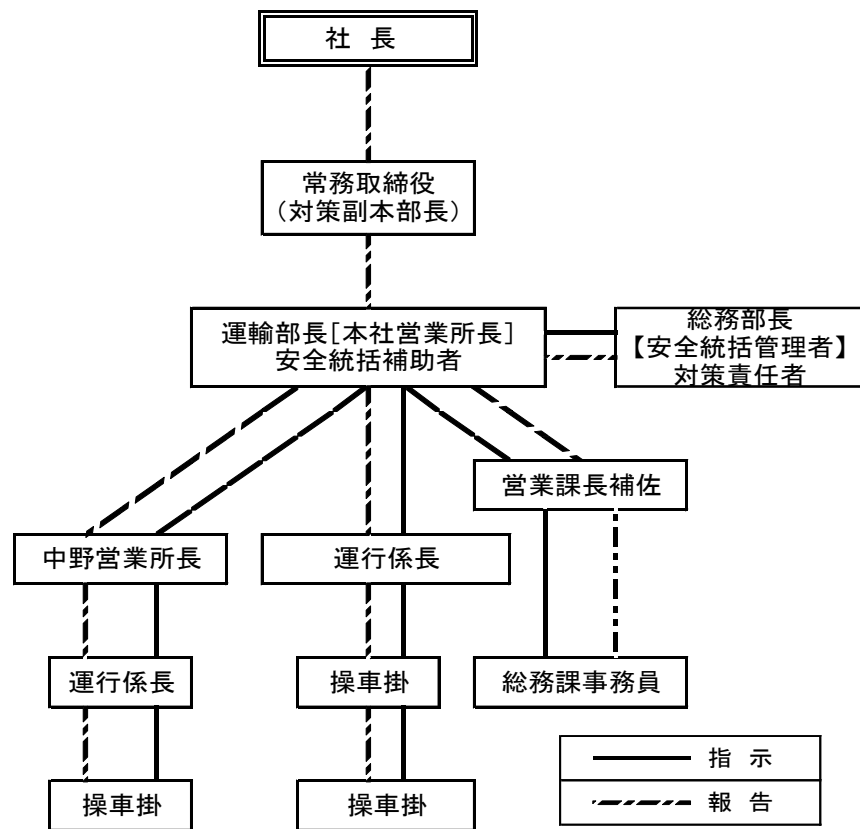 社 長
常務取締役
（対策副本部長）
運輸部長[本社営業所長]
安全統括補助者
総務部長
【安全統括管理者】
対策責任者
営業課長補佐
中野営業所長
運行係長
運行係長
操車掛
総務課事務員
操車掛
操車掛
指 示
報 告